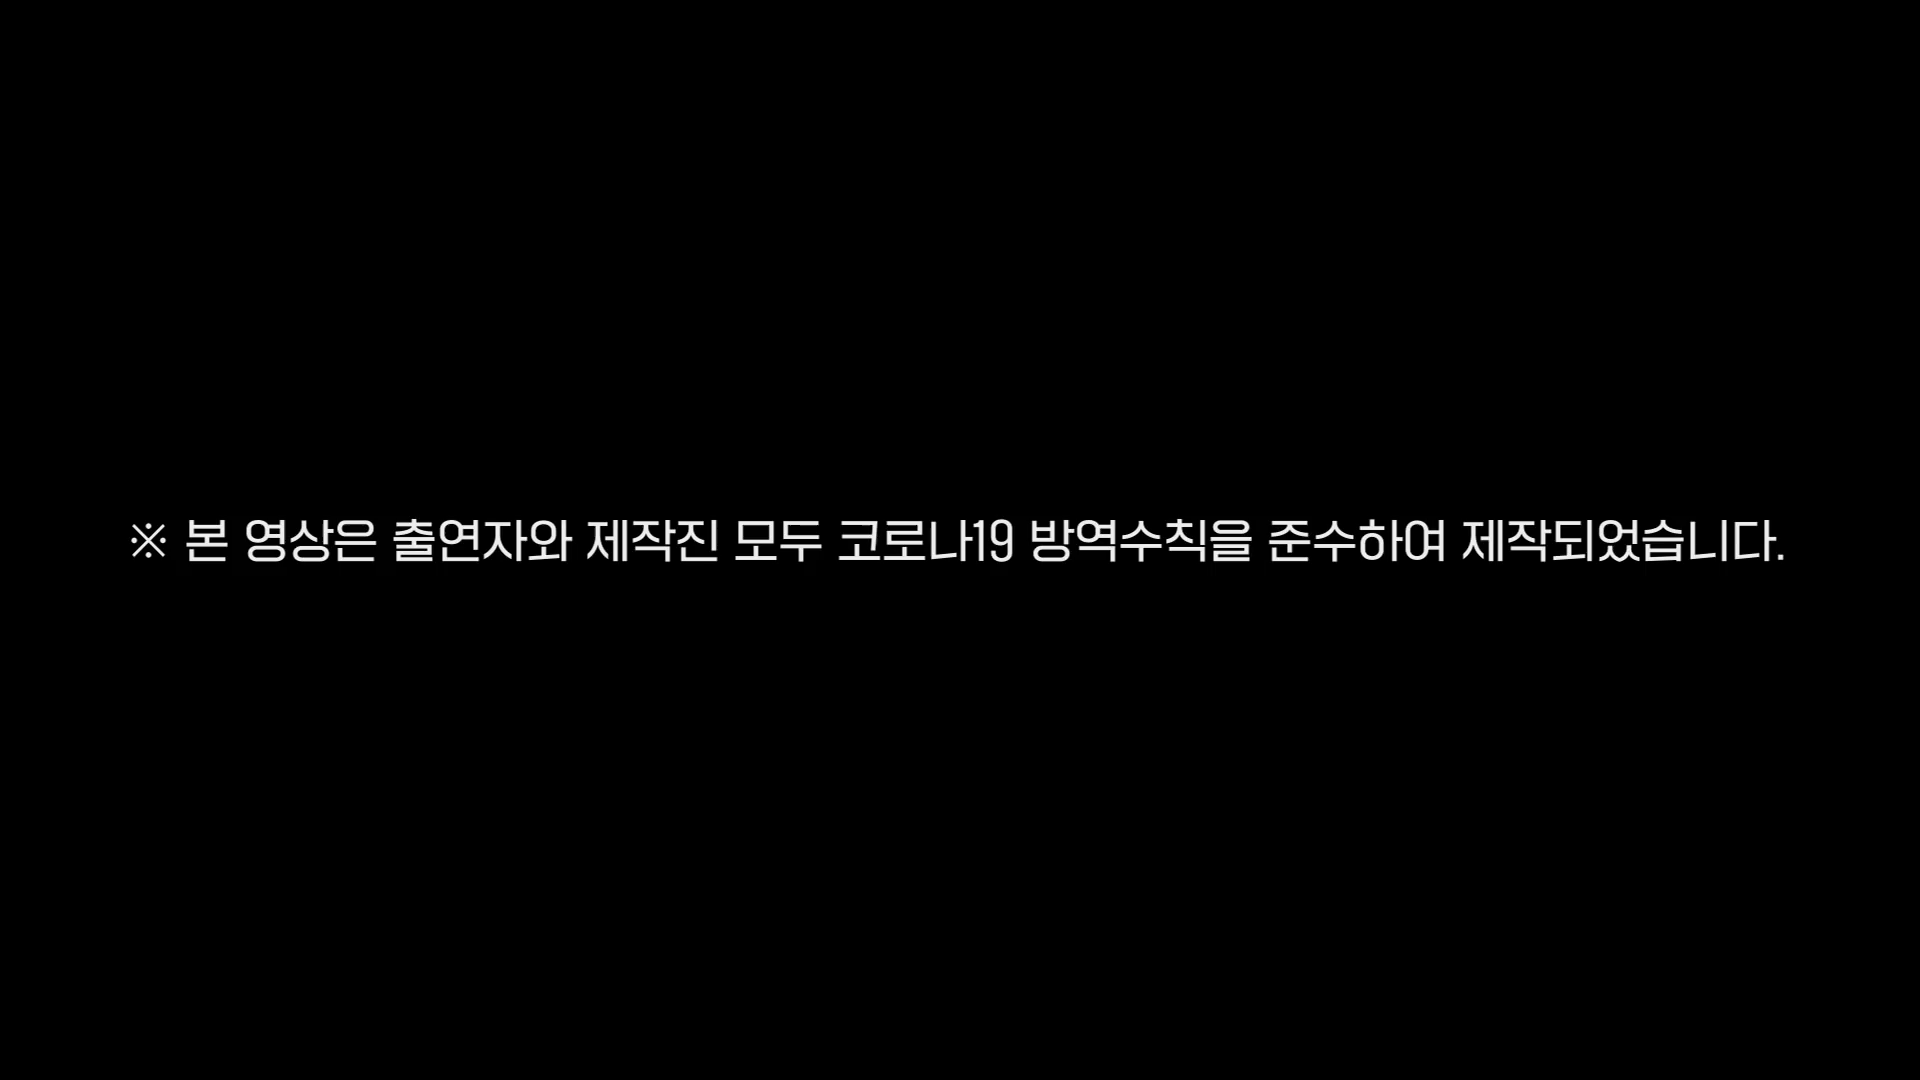 ※ 본 영상은 출연자와 제작진 모두 코로나19 방역수칙을 준수하여 제작되었습니다.